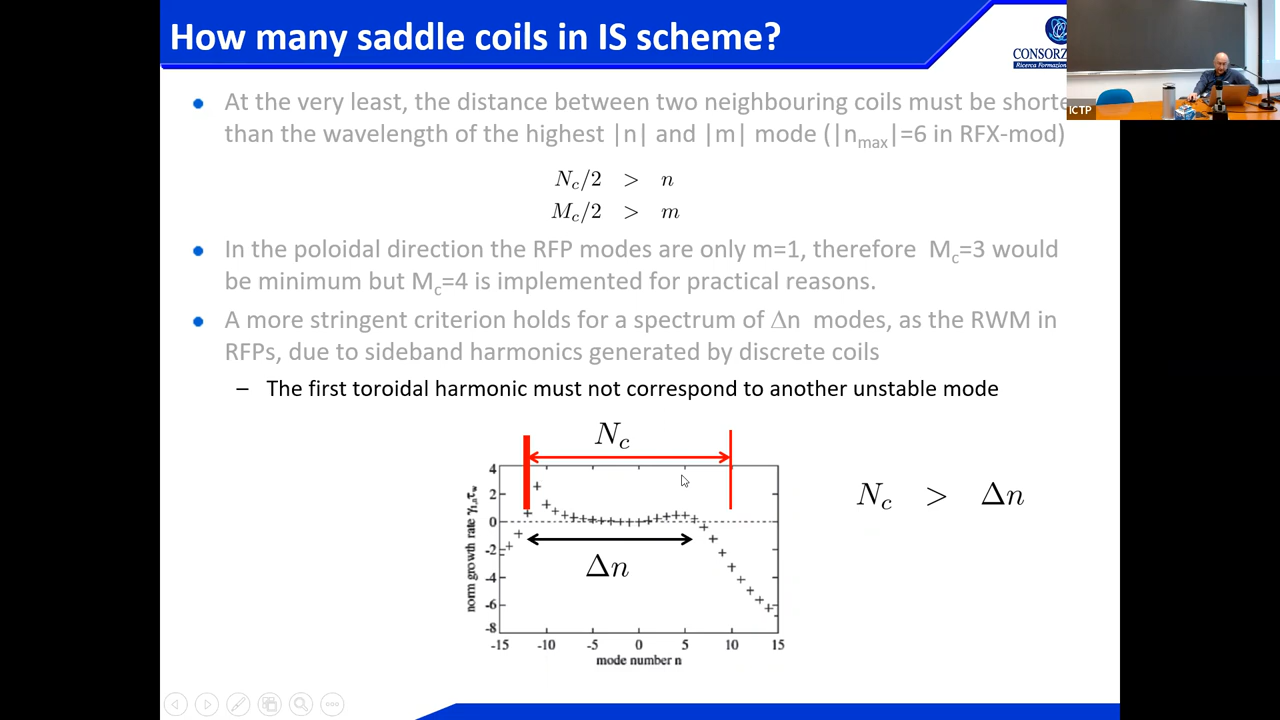 How many saddle coils in IS scheme?
CONSORZ
Ricerca Formazion
ICTP
At the very least, the distance between two neighbouring coils must be shorte
than the wavelength of the highest |n| and |m| mode (|nmax|=6 in RFX-mod)
Nc/2 > n
Mc/2 > m
In the poloidal direction the RFP modes are only m=1, therefore Mc=3 would
be minimum but Mc=4 is implemented for practical reasons.
A more stringent criterion holds for a spectrum of Δn modes, as the RWM in
RFPs, due to sideband harmonics generated by discrete coils
– The first toroidal harmonic must not correspond to another unstable mode
Nc
4
2
0
-2
-4
-6
-8
norm growth rate γ1,nτw
Δn
-15 -10 -5 0 5 10 15
mode number n
Nc > Δn